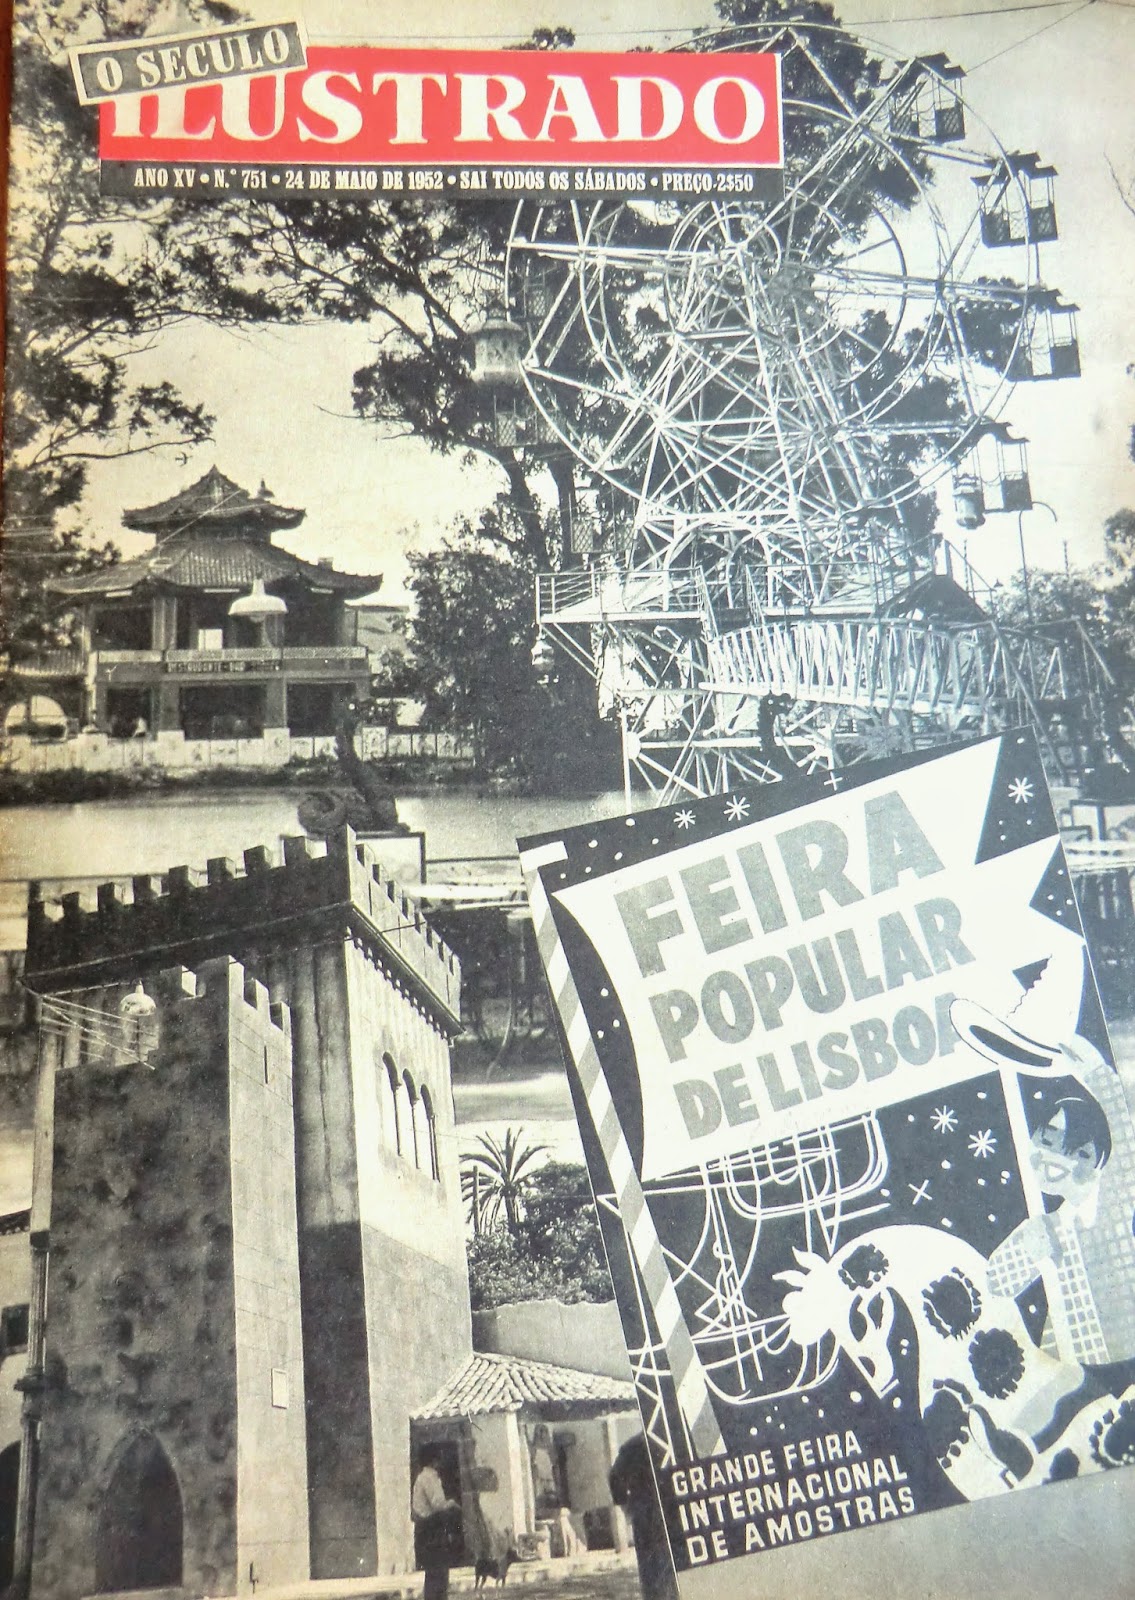 O SECULO
ILUSTRADO
ANO XV • N.° 751 • 24 DE MAIO DE 1952 • SAI TODOS OS SÁBADOS • PREÇO-2$50
FEIRA
POPULAR
DE LISBOA
GRANDE FEIRA
INTERNACIONAL
DE AMOSTRAS